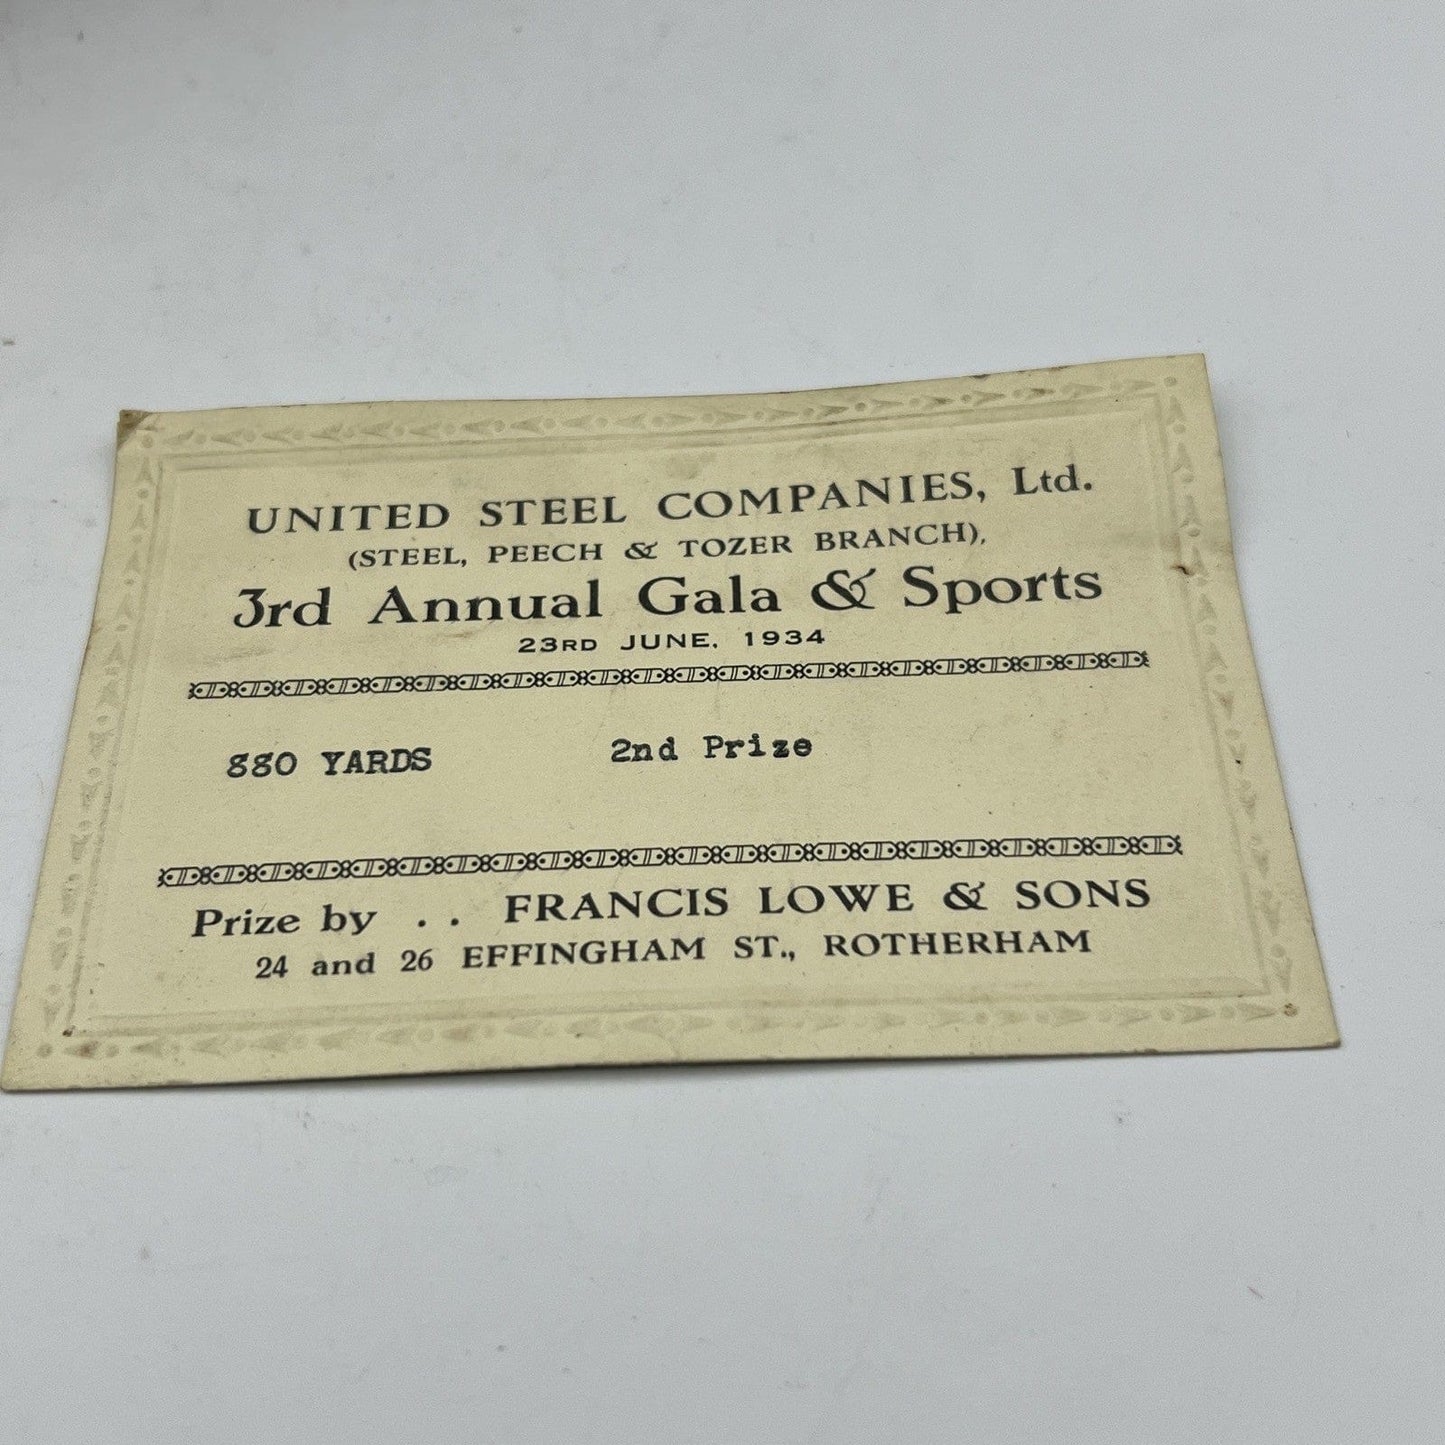 UNITED STEEL COMPANIES, Ltd.
(STEEL, PEECH & TOZER BRANCH),
3rd Annual Gala & Sports
23RD JUNE, 1934
880 YARDS 2nd Prize
Prize by .. FRANCIS LOWE & SONS
24 and 26 EFFINGHAM ST., ROTHERHAM